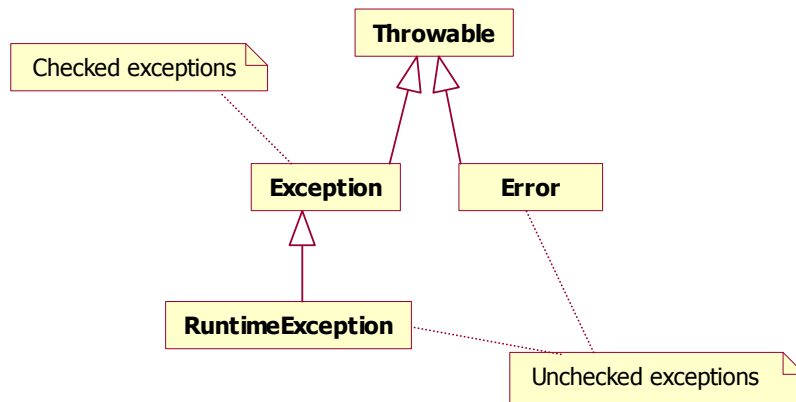 Throwable
Checked exceptions
Exception
Error
RuntimeException
Unchecked exceptions